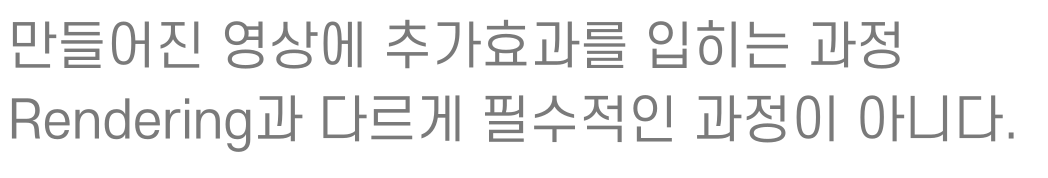 만들어진 영상에 추가효과를 입히는 과정
Rendering과 다르게 필수적인 과정이 아니다.